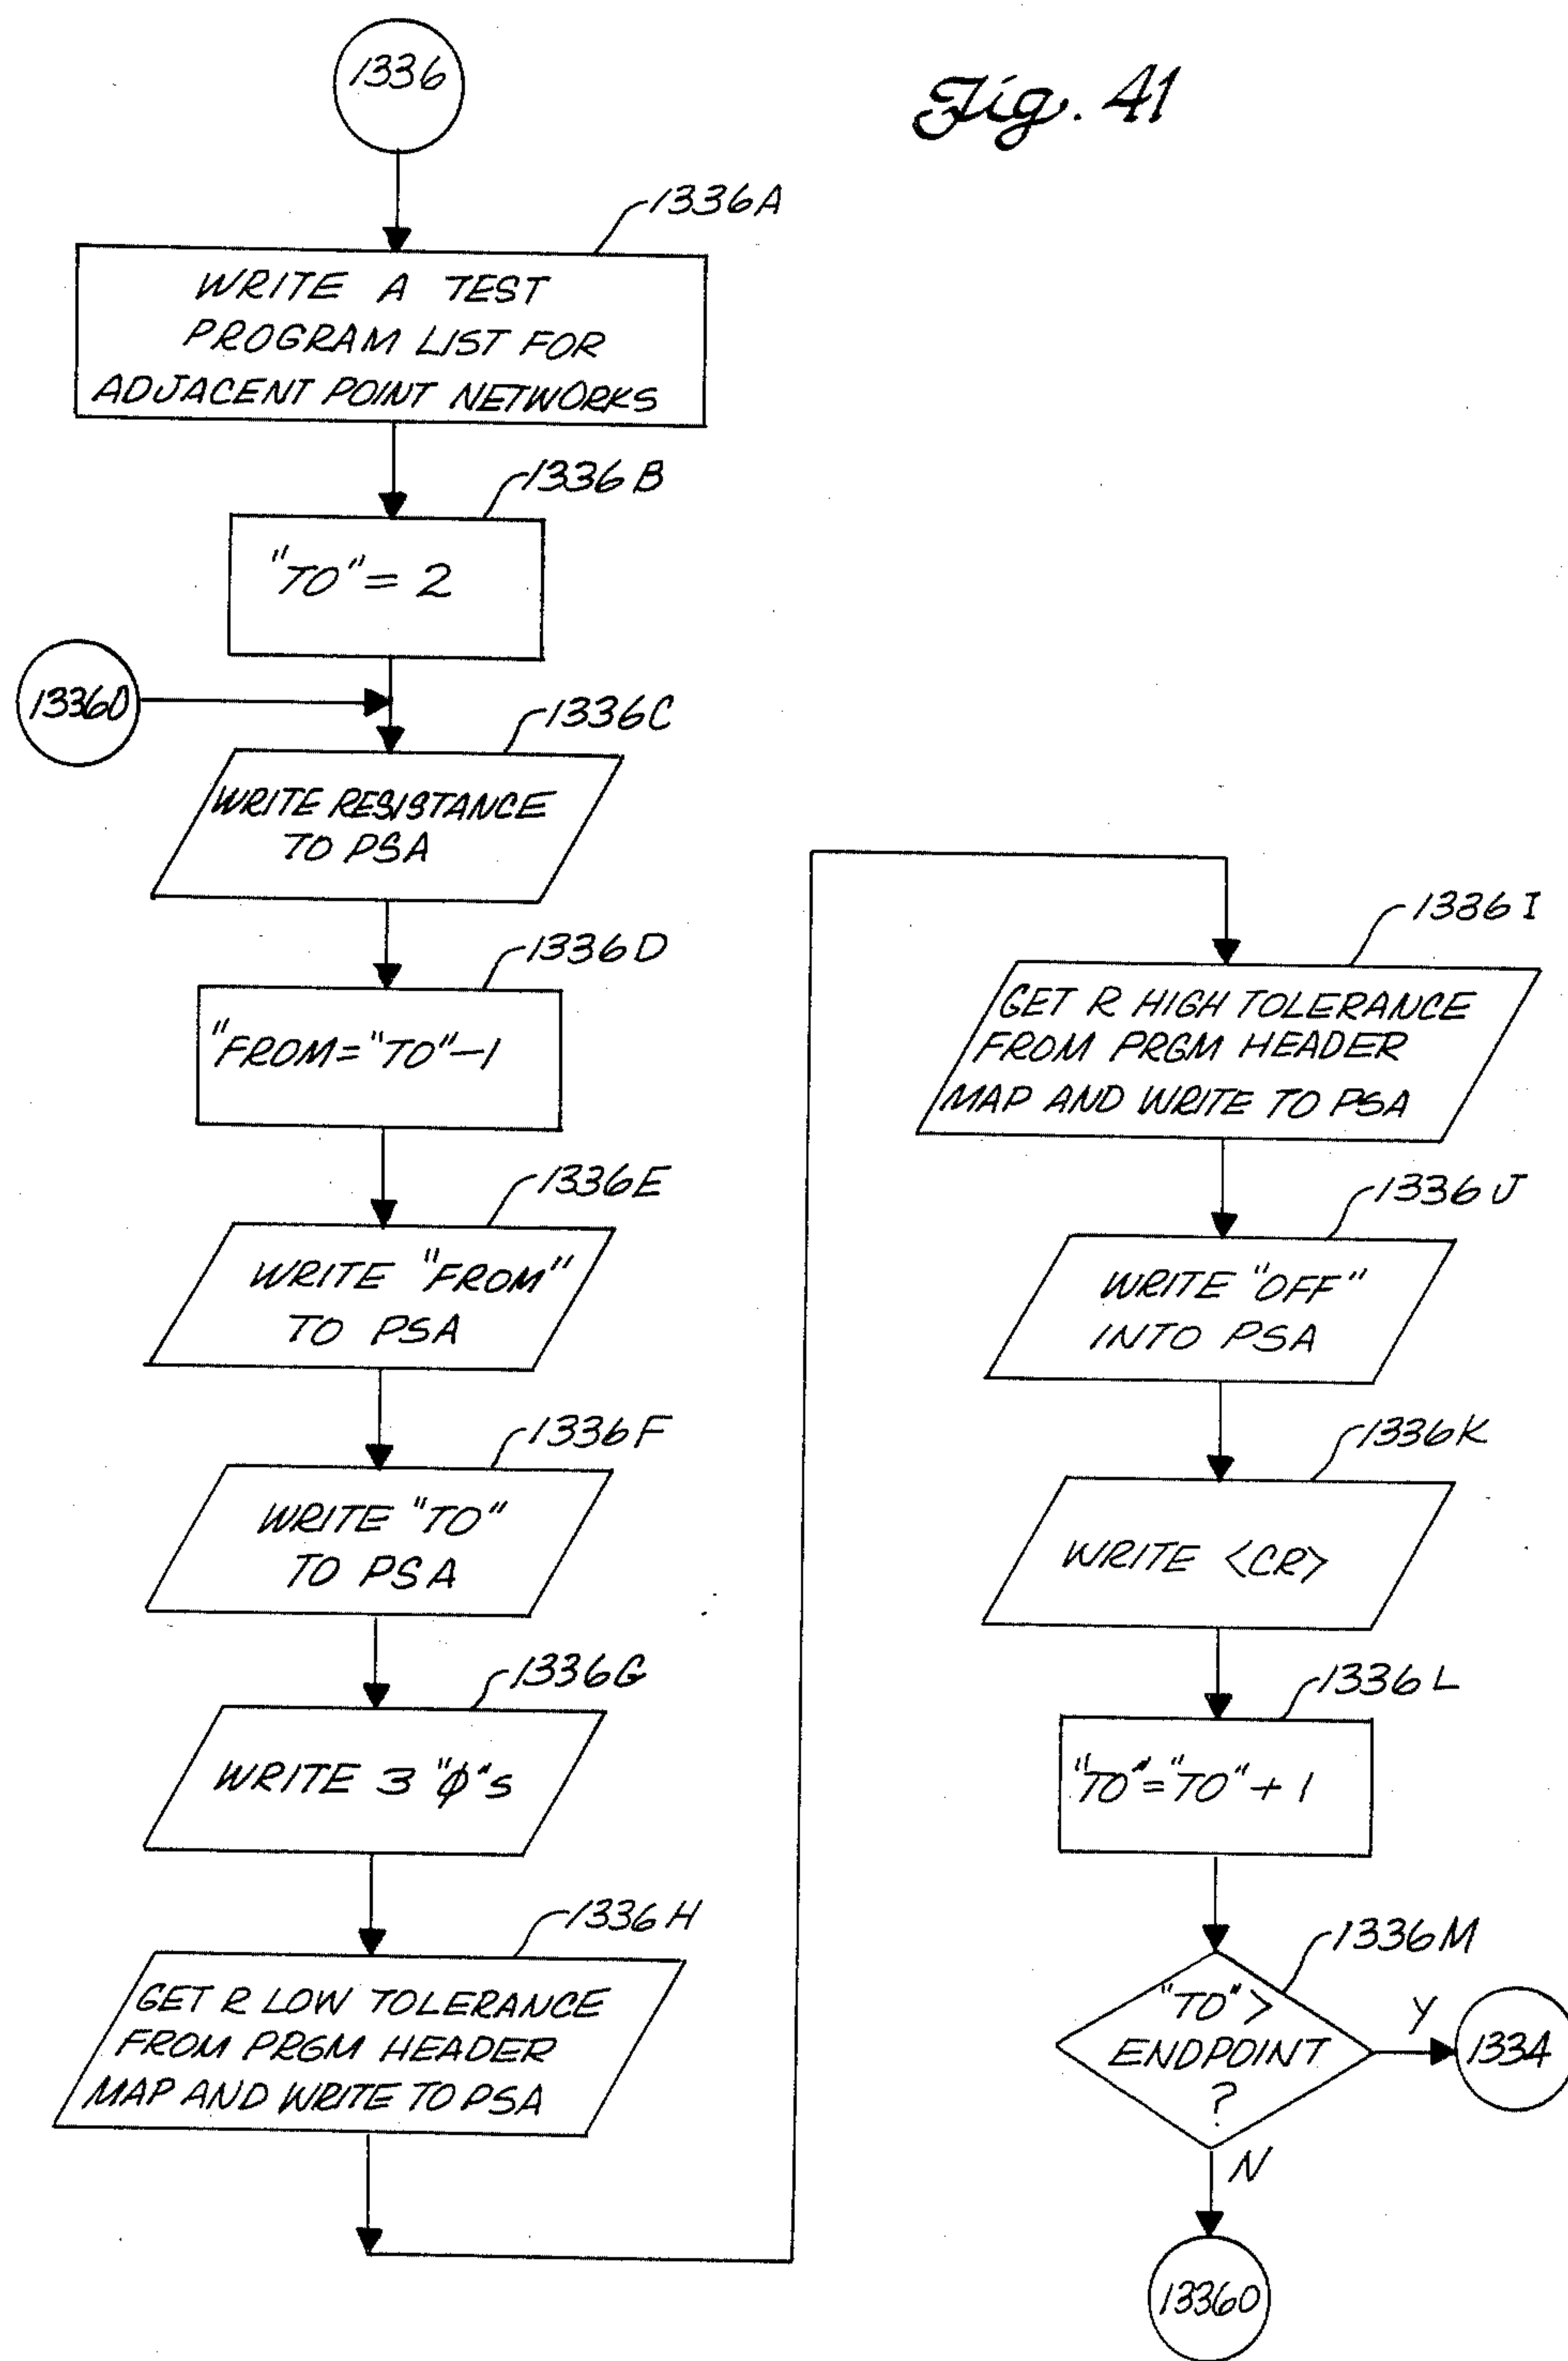 1336
Fig. 41
1336A
WRITE A TEST
PROGRAM LIST FOR
ADJACENT POINT NETWORKS
1336B
"TO" = 2
1336O
1336C
WRITE RESISTANCE
TO PSA
1336D
"FROM="TO"-1
1336E
WRITE "FROM"
TO PSA
1336F
WRITE "TO"
TO PSA
1336G
WRITE 3 "φ"s
1336H
GET R LOW TOLERANCE
FROM PRGM HEADER
MAP AND WRITE TO PSA
1336I
GET R HIGH TOLERANCE
FROM PRGM HEADER
MAP AND WRITE TO PSA
1336J
WRITE "OFF"
INTO PSA
1336K
WRITE <CR>
1336L
"TO"="TO"+1
1336M
"TO">
ENDPOINT
?
Y
1334
N
1336O